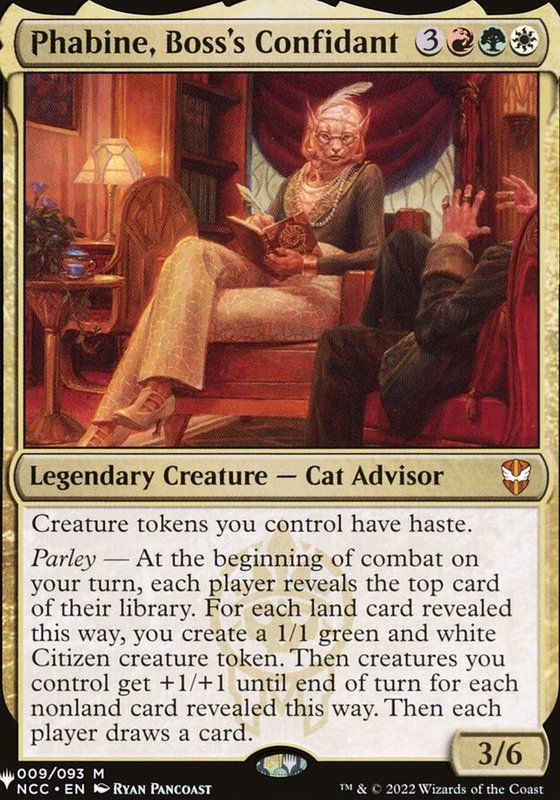 Phabine, Boss's Confidant 3
Legendary Creature — Cat Advisor
Creature tokens you control have haste.
Parley — At the beginning of combat on
your turn, each player reveals the top card
of their library. For each land card revealed
this way, you create a 1/1 green and white
Citizen creature token. Then creatures you
control get +1/+1 until end of turn for each
nonland card revealed this way. Then each
player draws a card.
3/6
009/093 M
NCC • EN Ryan Pancoast
™ & © 2022 Wizards of the Coast